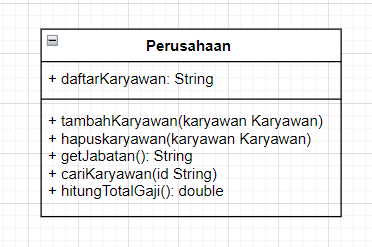 Perusahaan
+ daftarKaryawan: String
+ tambahKaryawan(karyawan Karyawan)
+ hapuskaryawan(karyawan Karyawan)
+ getJabatan(): String
+ cariKaryawan(id String)
+ hitungTotalGaji(): double